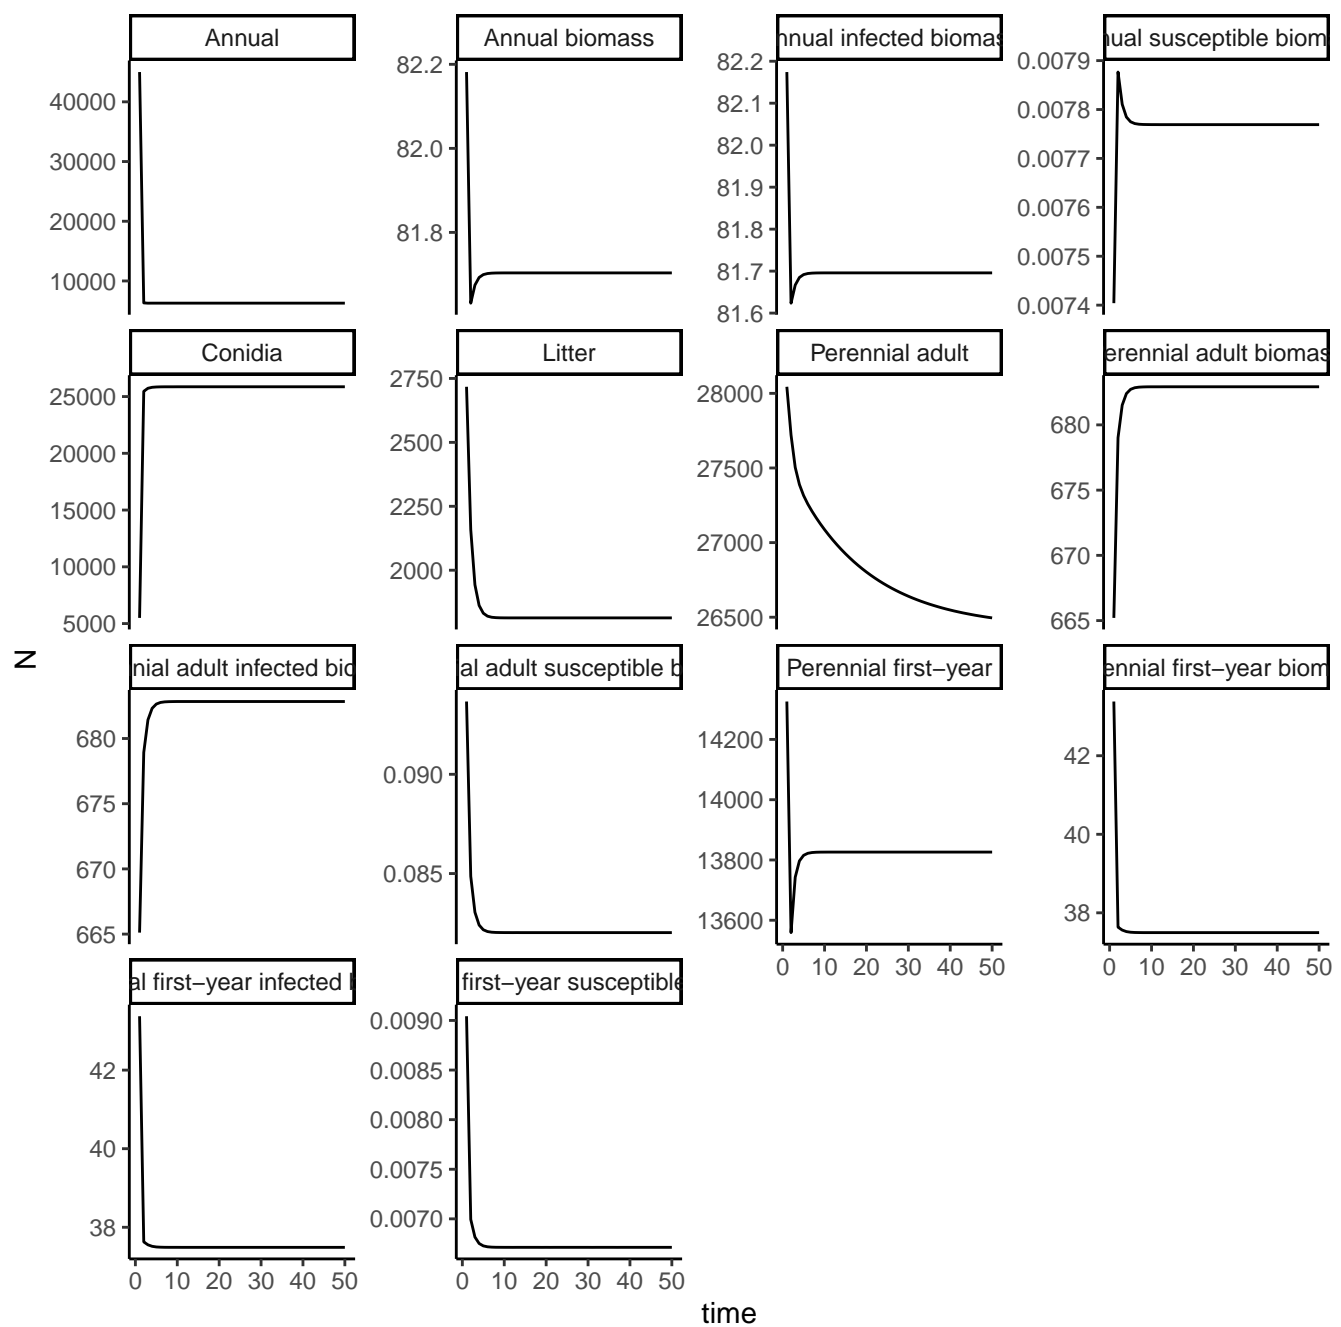 Annual
Annual biomass
nnual infected biomas
nual susceptible biom
40000
30000
20000
10000
82.2
82.0
81.8
82.2
82.1
82.0
81.9
81.8
81.7
81.6
0.0079
0.0078
0.0077
0.0076
0.0075
0.0074
Conidia
Litter
Perennial adult
erennial adult biomas
25000
20000
15000
10000
5000
2750
2500
2250
2000
28000
27500
27000
26500
680
675
670
665
N
nial adult infected bio
al adult susceptible b
Perennial first−year
ennial first−year biom
680
675
670
665
0.090
0.085
14200
14000
13800
13600
42
40
38
0 10 20 30 40 50
0 10 20 30 40 50
al first−year infected b
first−year susceptible
42
40
38
0.0090
0.0085
0.0080
0.0075
0.0070
0 10 20 30 40 50
0 10 20 30 40 50
time